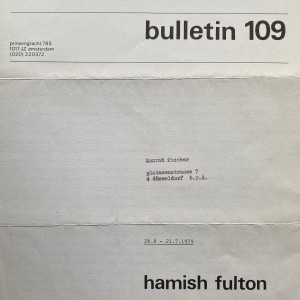 bulletin 109
prinsengracht 785
1017 JZ amsterdam
(020) 220372
konrad fischer
platanenstrasse 7
4 düsseldorf b.r.d.
26.6 - 21.7.1979
hamish fulton